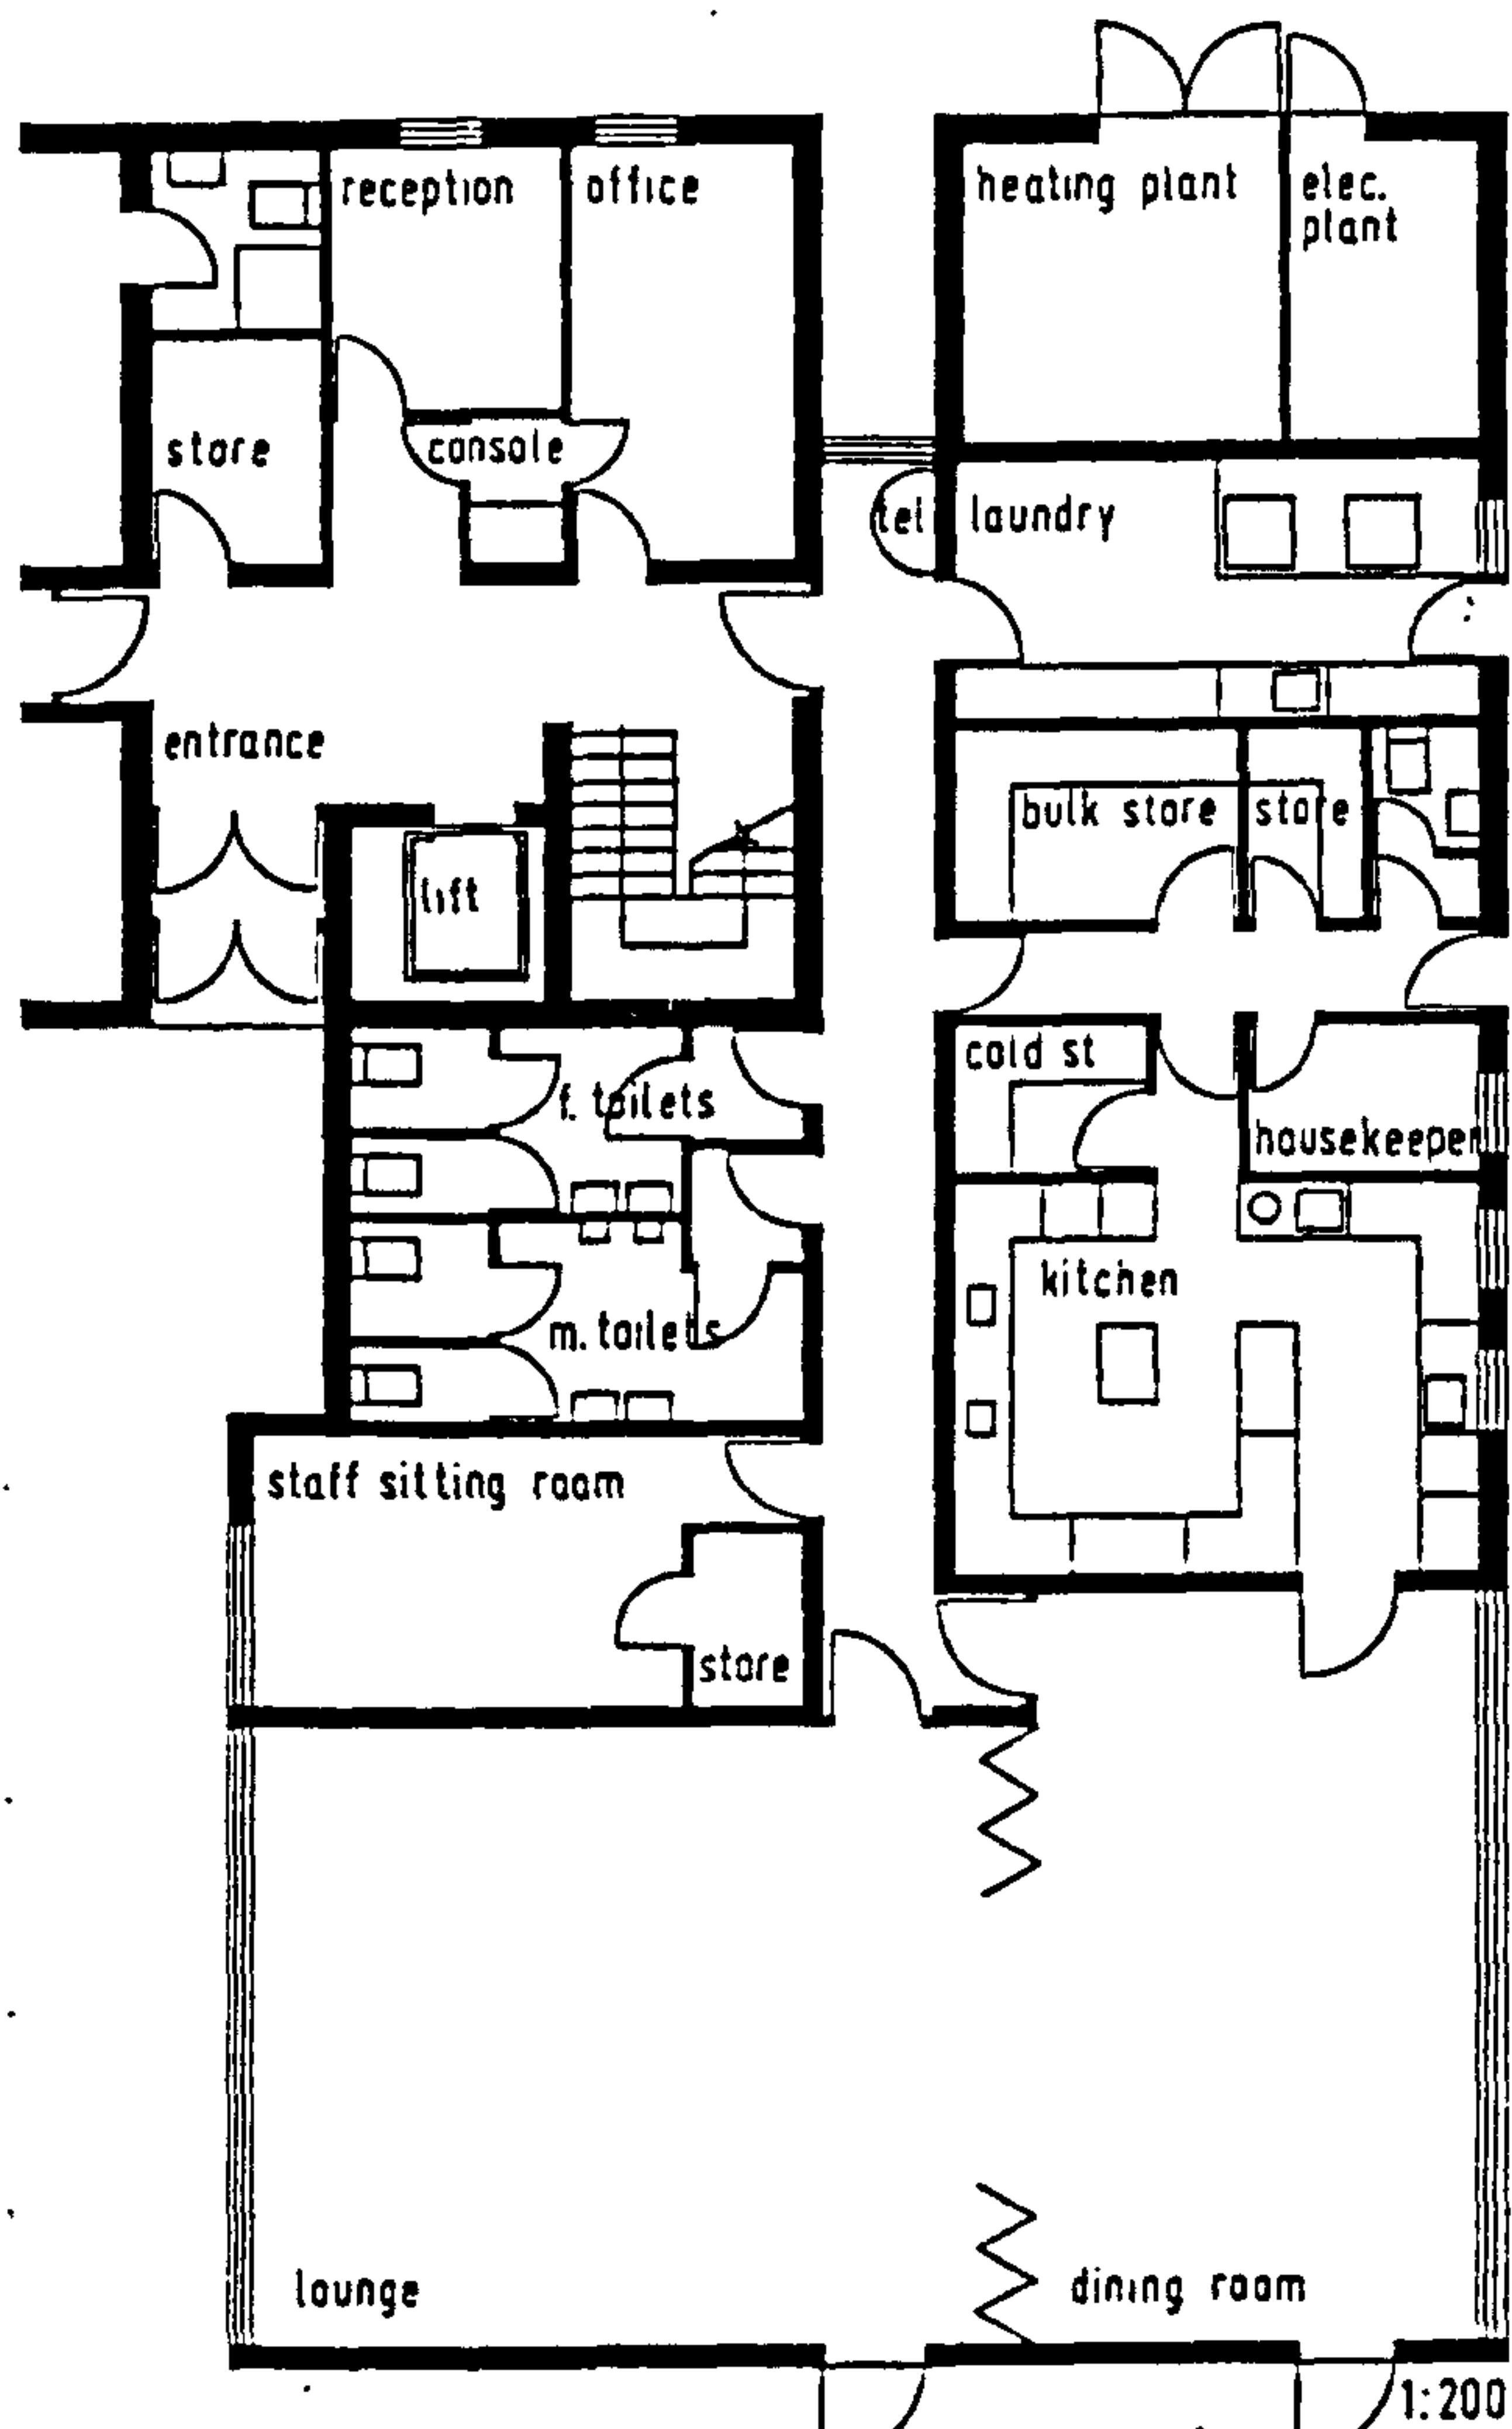 reception
office
heating plant
elec.
plant
store
console
tel
laundry
entrance
bulk store
store
lift
cold st
f. toilets
housekeeper
kitchen
m. toilets
staff sitting room
store
lounge
dining room
1:200